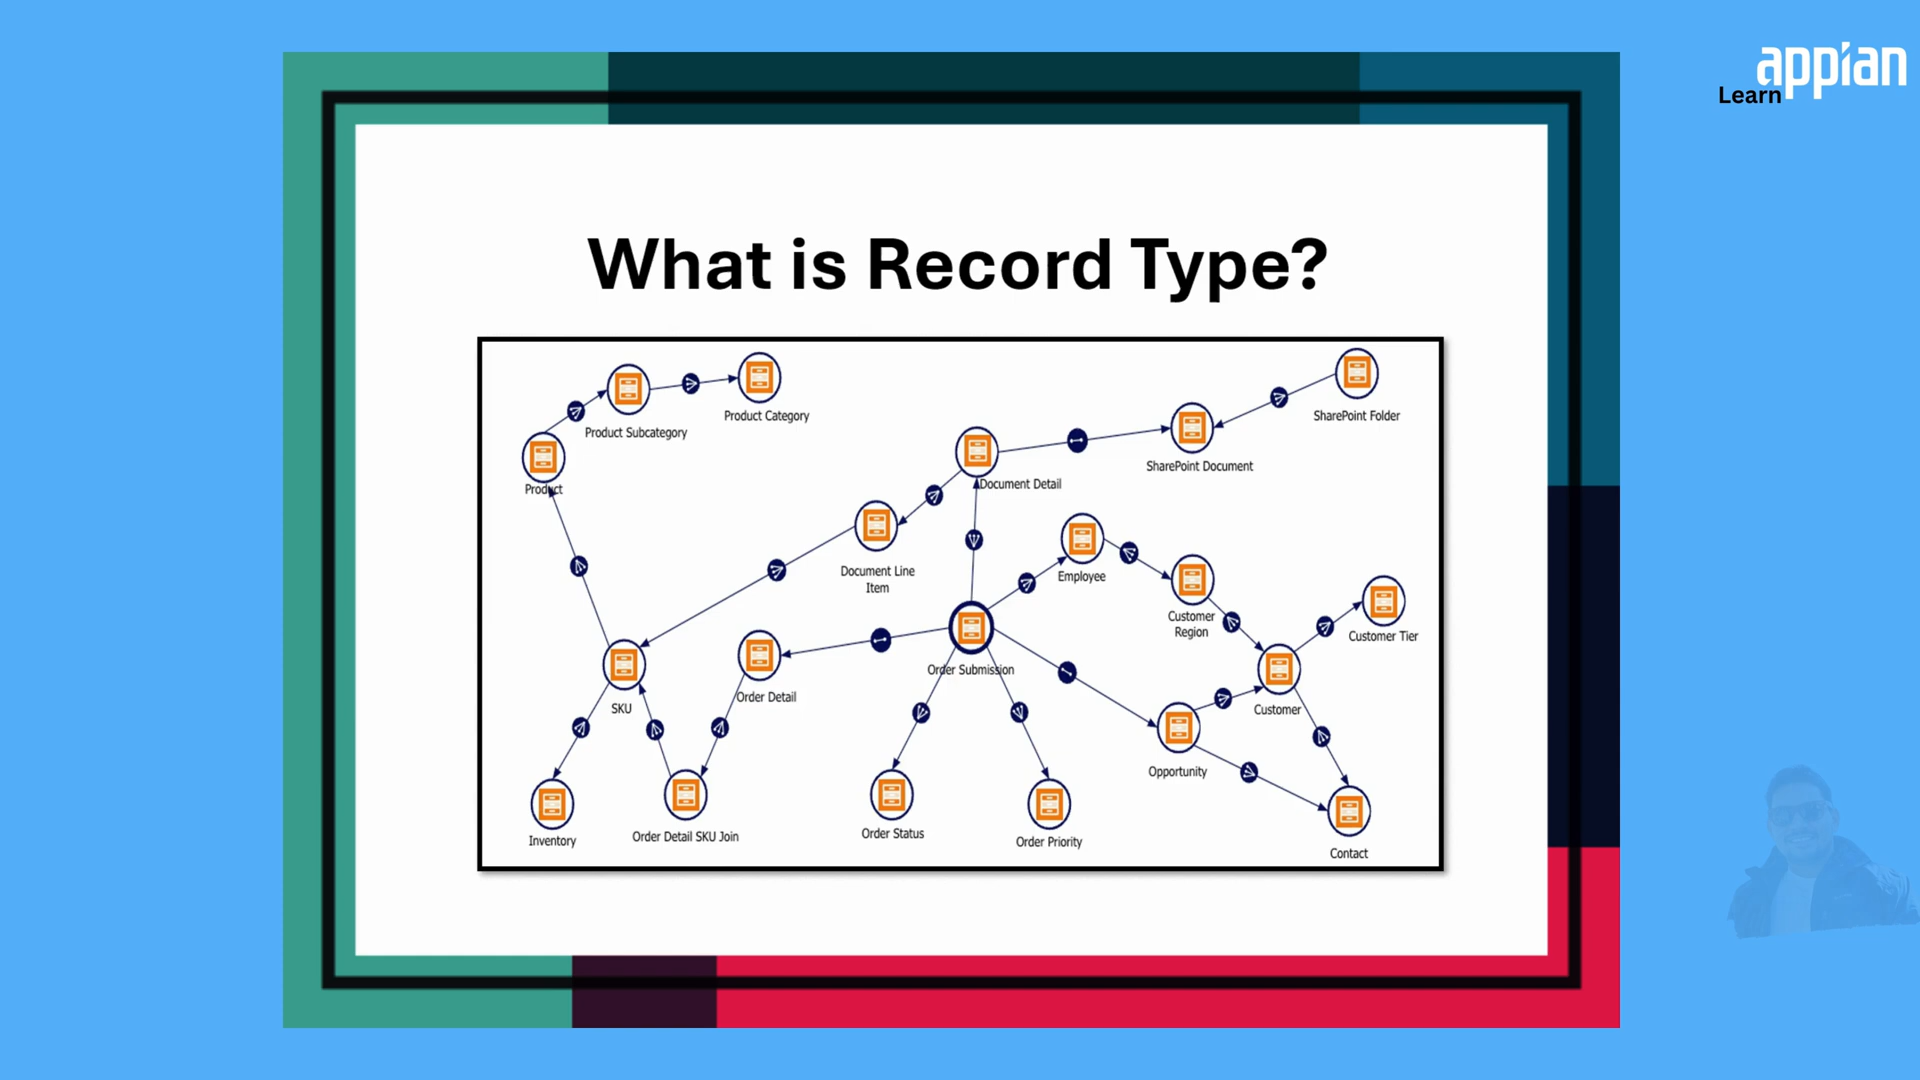 appian
Learn
What is Record Type?
Product Category
SharePoint Folder
Product Subcategory
SharePoint Document
Product
Document Detail
Document Line
Item
Employee
Customer
Region
Customer Tier
Order Submission
Order Detail
SKU
Customer
Opportunity
Inventory
Order Detail SKU Join
Order Status
Order Priority
Contact